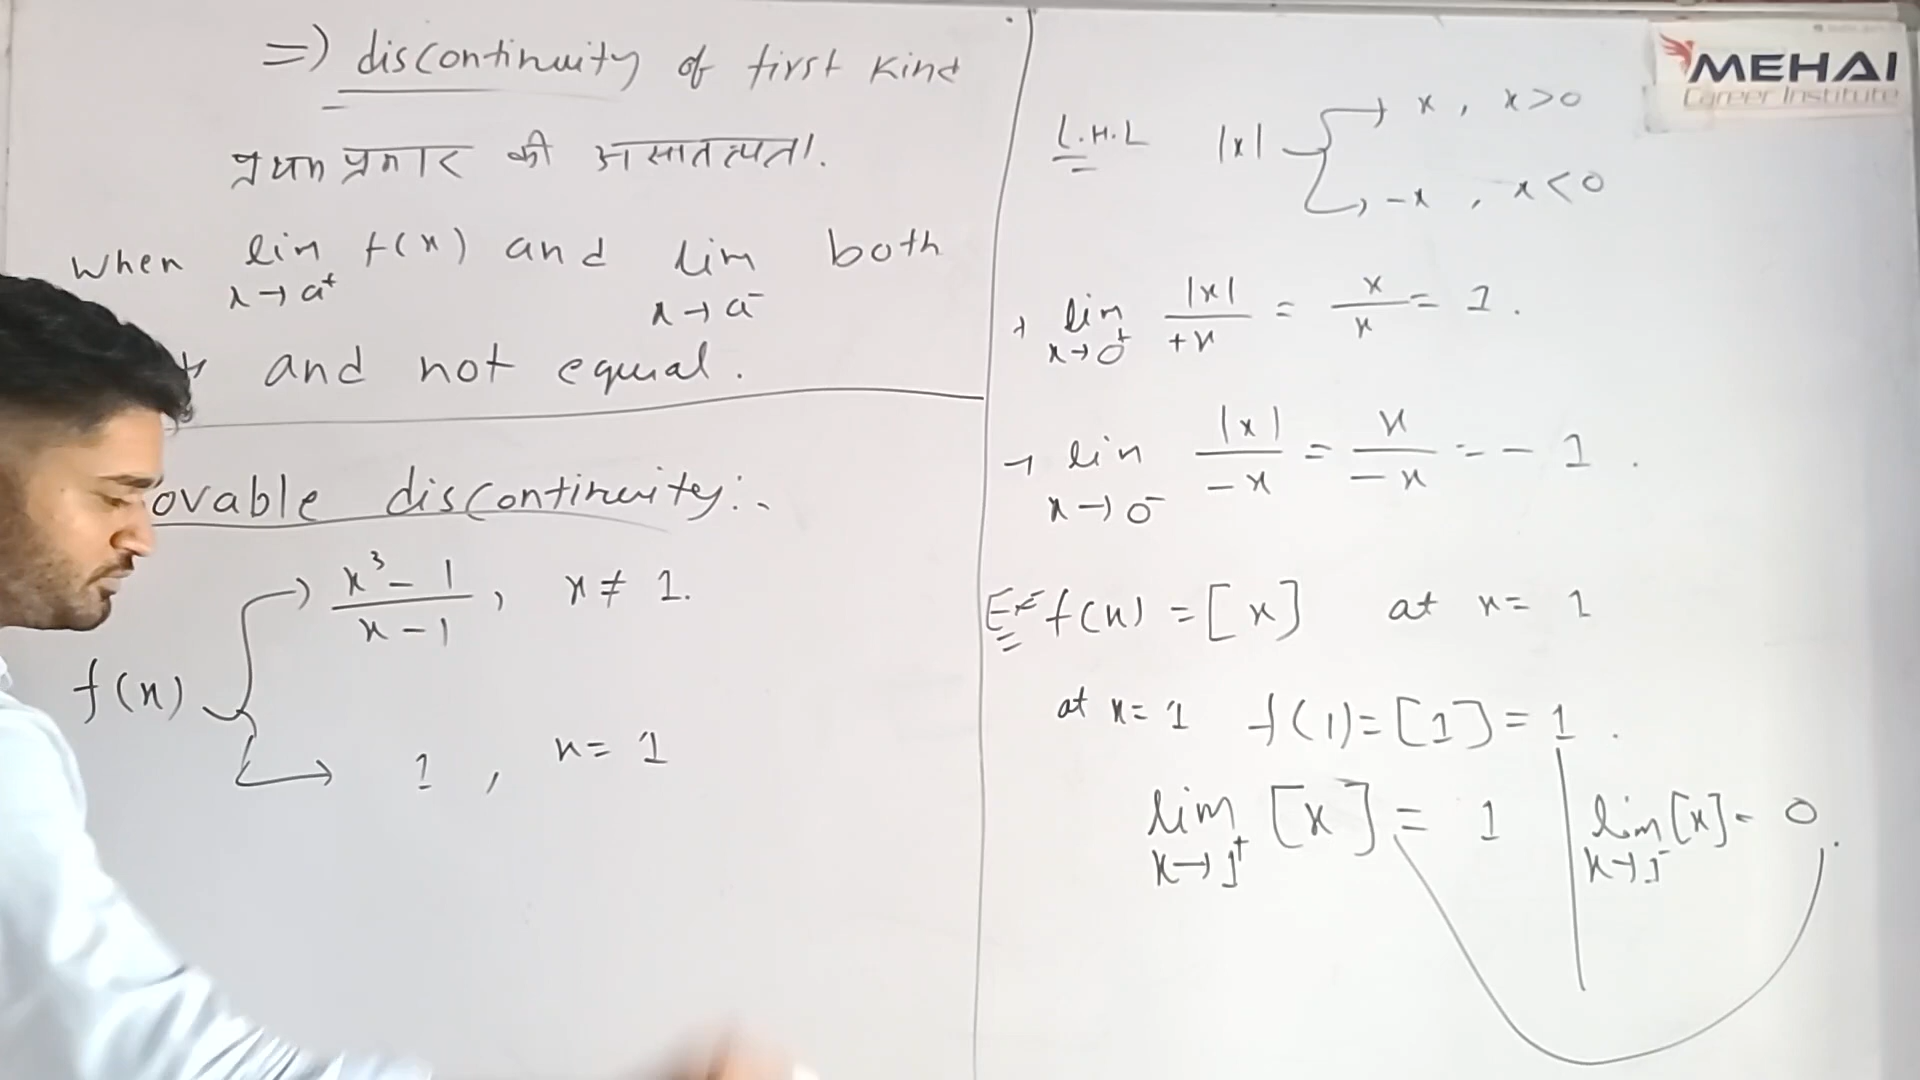 =) discontinuity of first kind
प्रथम प्रकार की असातत्यता.
when lim f(x) and lim both
x→a⁺ x→a⁻
and not equal.
ovable discontinuity:-
x³-1/x-1, x ≠ 1.
f(x)
1, x = 1
MEHAI
Career Institute
L.H.L |x| → x, x>0
→ -x, x<0
→ lim x→0⁺ |x|/+x = x/x = 1.
→ lim x→0⁻ |x|/-x = x/-x = -1.
Ex f(x) = [x] at x = 1
at x = 1 f(1) = [1] = 1.
lim x→1⁺ [x] = 1 | lim x→1⁻ [x] = 0.